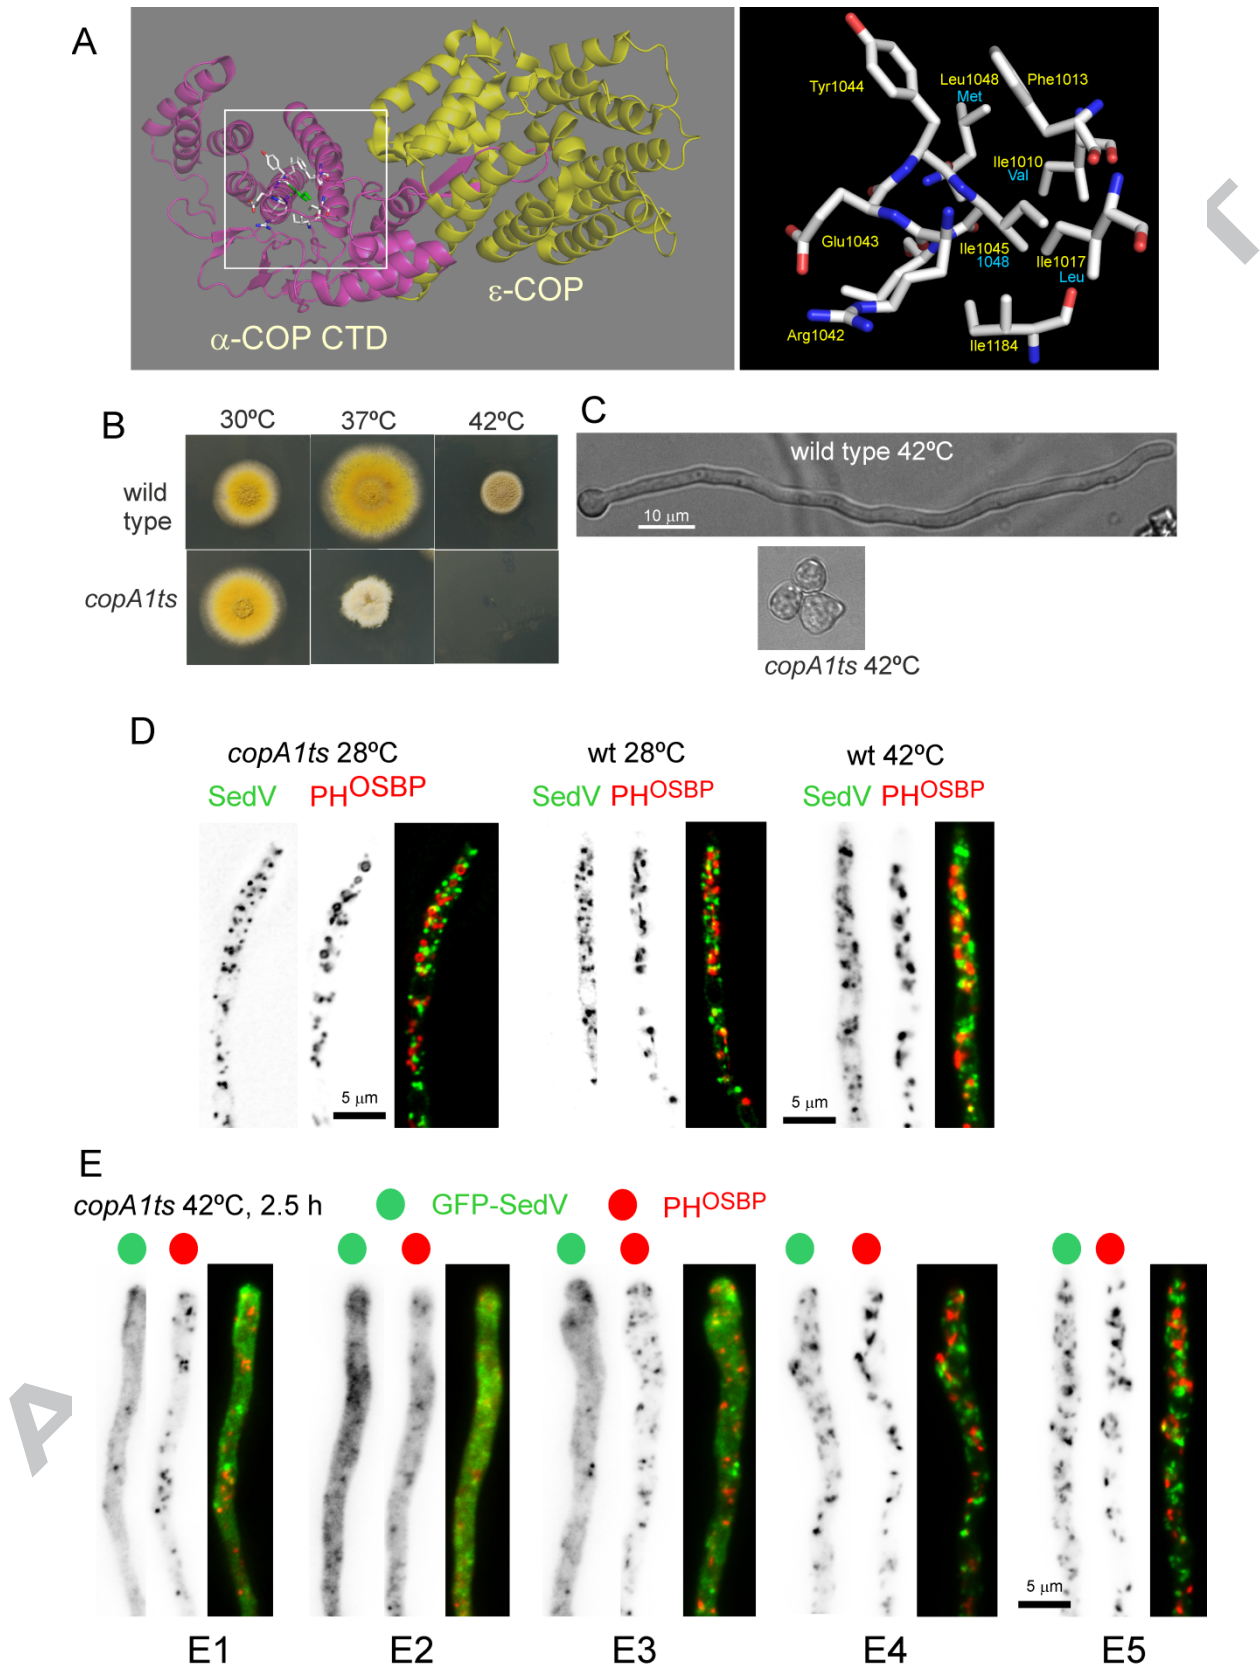 A
α-COP CTD
ε-COP
Tyr1044
Leu1048
Met
Phe1013
Ile1010
Val
Glu1043
Ile1045
1048
Ile1017
Leu
Arg1042
Ile1184
B
30ºC 37ºC 42ºC
wild
type
copA1ts
C
wild type 42ºC
10 µm
copA1ts 42ºC
D
copA1ts 28ºC
SedV PHOSBP
5 µm
wt 28ºC
SedV PHOSBP
wt 42ºC
SedV PHOSBP
5 µm
E
copA1ts 42ºC, 2.5 h
GFP-SedV
PHOSBP
5 µm
E1 E2 E3 E4 E5
A